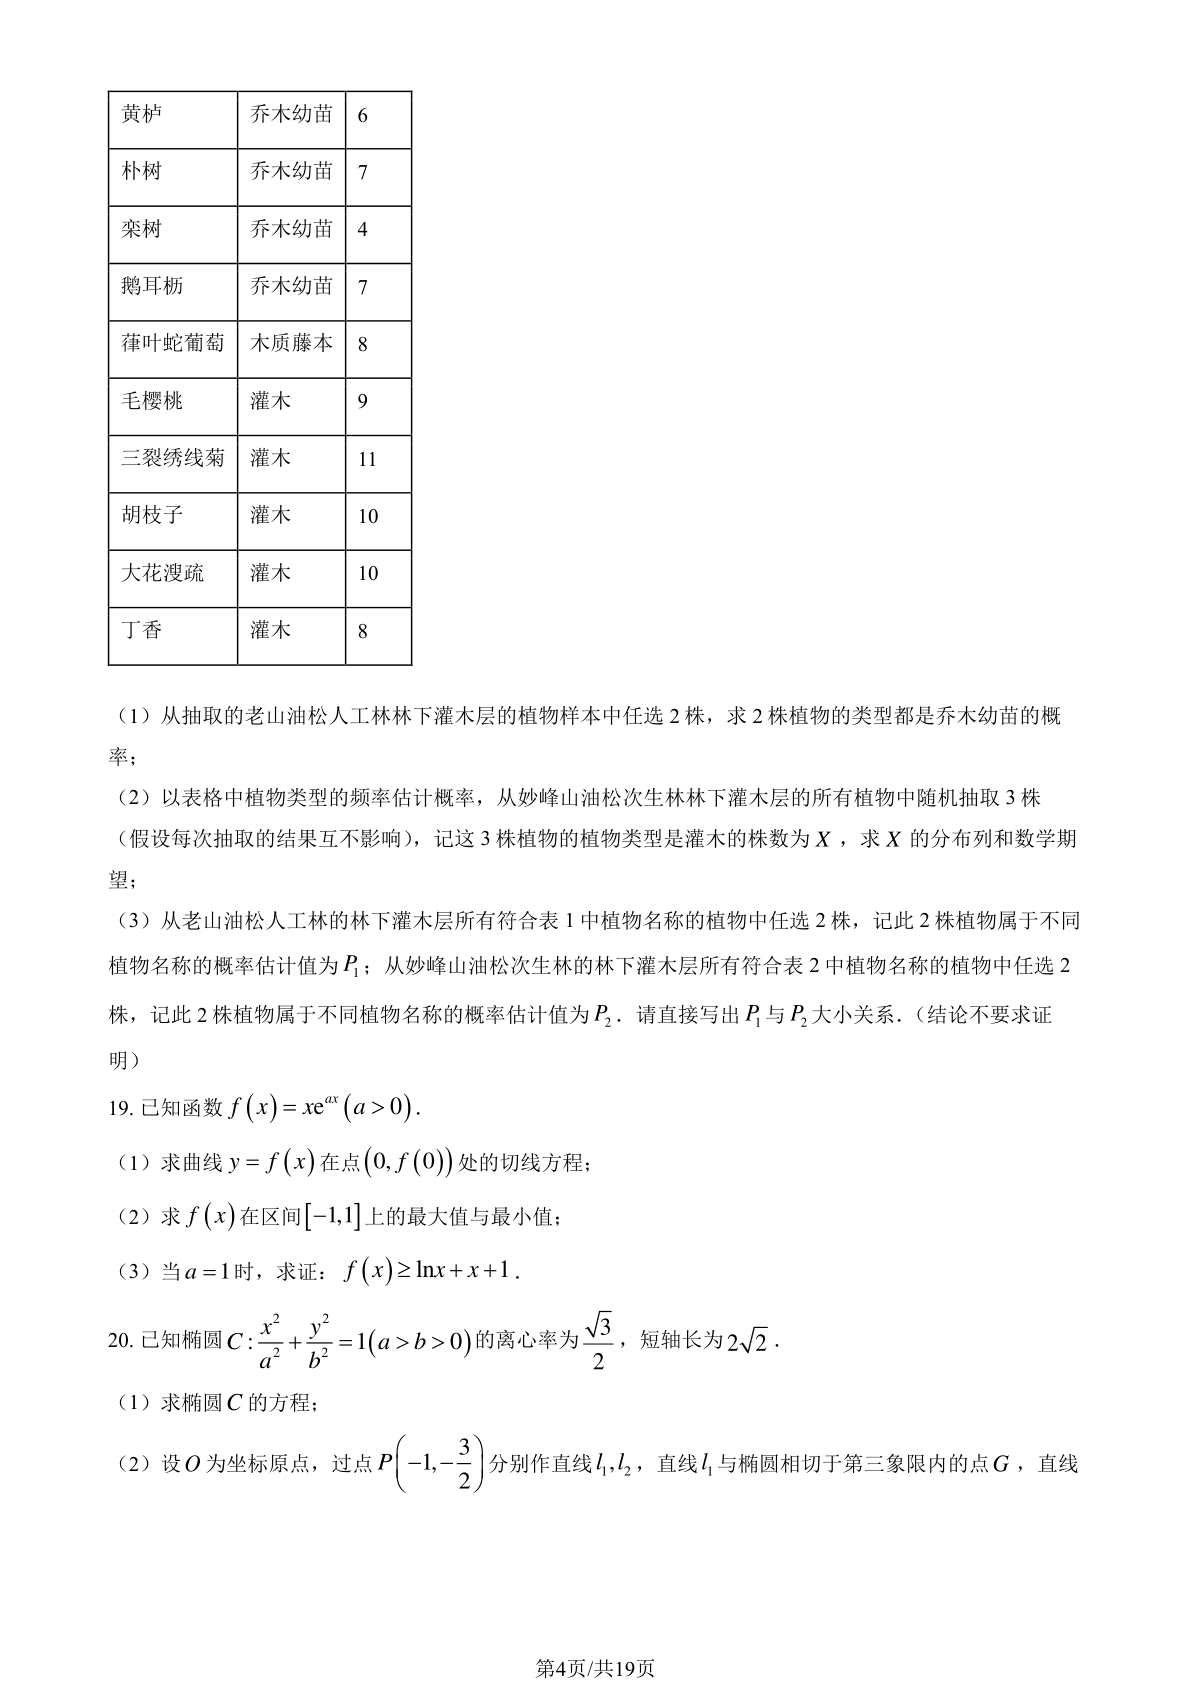 黄栌 乔木幼苗 6
朴树 乔木幼苗 7
栾树 乔木幼苗 4
鹅耳枥 乔木幼苗 7
葎叶蛇葡萄 木质藤本 8
毛樱桃 灌木 9
三裂绣线菊 灌木 11
胡枝子 灌木 10
大花溲疏 灌木 10
丁香 灌木 8
（1）从抽取的老山油松人工林林下灌木层的植物样本中任选 2 株，求 2 株植物的类型都是乔木幼苗的概
率；
（2）以表格中植物类型的频率估计概率，从妙峰山油松次生林林下灌木层的所有植物中随机抽取 3 株
（假设每次抽取的结果互不影响），记这 3 株植物的植物类型是灌木的株数为 X ，求 X 的分布列和数学期
望；
（3）从老山油松人工林的林下灌木层所有符合表 1 中植物名称的植物中任选 2 株，记此 2 株植物属于不同
植物名称的概率估计值为 P₁；从妙峰山油松次生林的林下灌木层所有符合表 2 中植物名称的植物中任选 2
株，记此 2 株植物属于不同植物名称的概率估计值为 P₂．请直接写出 P₁ 与 P₂ 大小关系．（结论不要求证
明）
19. 已知函数 f(x)=xe^{ax}(a>0)．
（1）求曲线 y=f(x) 在点 (0,f(0)) 处的切线方程；
（2）求 f(x) 在区间 [−1,1] 上的最大值与最小值；
（3）当 a=1 时，求证： f(x)≥lnx+x+1．
20. 已知椭圆 C:x²/a²+y²/b²=1(a>b>0) 的离心率为 √3/2，短轴长为 2√2．
（1）求椭圆 C 的方程；
（2）设 O 为坐标原点，过点 P(−1,−3/2) 分别作直线 l₁,l₂，直线 l₁ 与椭圆相切于第三象限内的点 G，直线
第4页/共19页